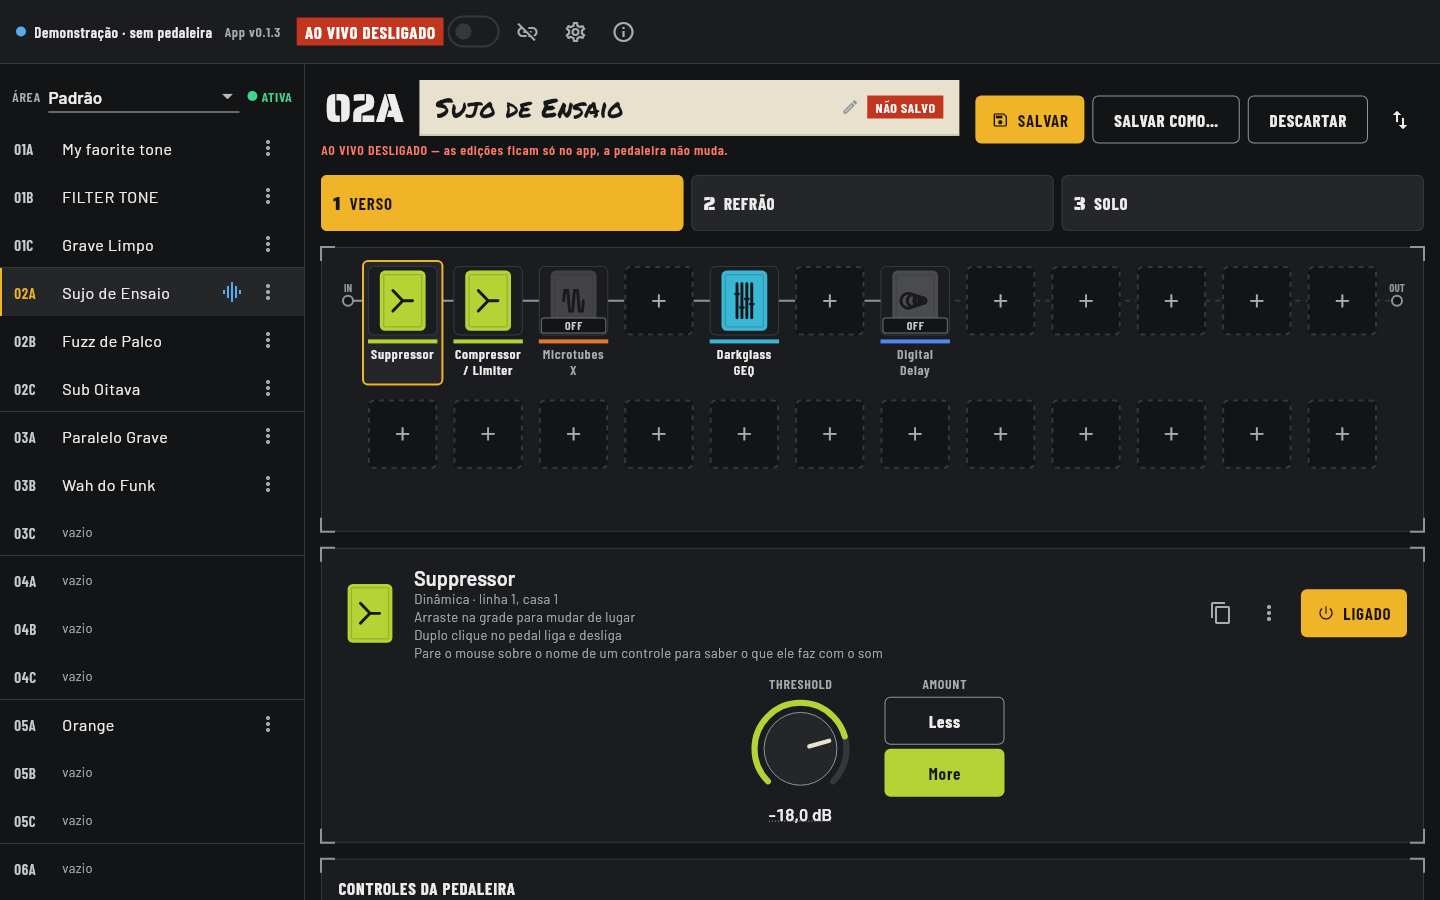 Demonstração · sem pedaleira App v0.1.3 AO VIVO DESLIGADO
ÁREA Padrão ATIVA
01A My faorite tone
01B FILTER TONE
01C Grave Limpo
02A Sujo de Ensaio
02B Fuzz de Palco
02C Sub Oitava
03A Paralelo Grave
03B Wah do Funk
03C vazio
04A vazio
04B vazio
04C vazio
05A Orange
05B vazio
05C vazio
06A vazio
02A Sujo de Ensaio NÃO SALVO SALVAR SALVAR COMO... DESCARTAR
AO VIVO DESLIGADO — as edições ficam só no app, a pedaleira não muda.
1 VERSO 2 REFRÃO 3 SOLO
IN OUT
OFF OFF
Suppressor Compressor / Limiter Microtubes X Darkglass GEQ Digital Delay
Suppressor
Dinâmica · linha 1, casa 1
Arraste na grade para mudar de lugar
Duplo clique no pedal liga e desliga
Pare o mouse sobre o nome de um controle para saber o que ele faz com o som
LIGADO
THRESHOLD AMOUNT
Less
More
-18,0 dB
CONTROLES DA PEDALEIRA